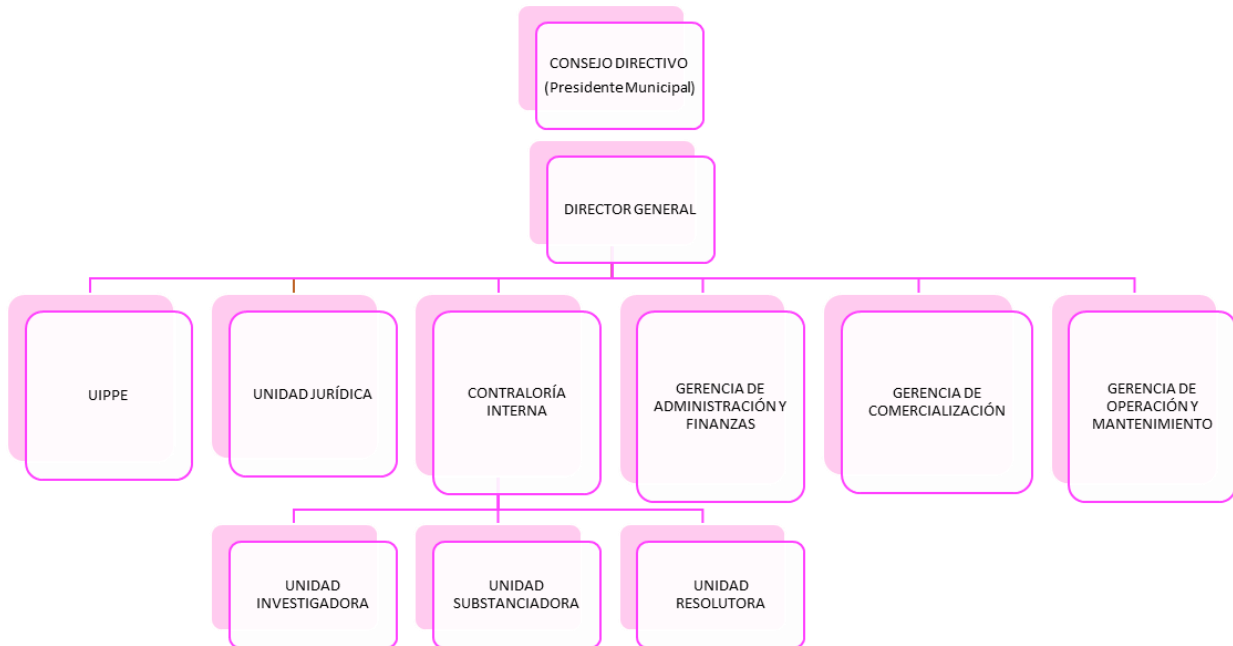 CONSEJO DIRECTIVO
(Presidente Municipal)
DIRECTOR GENERAL
UIPPE
UNIDAD JURÍDICA
CONTRALORÍA
INTERNA
GERENCIA DE
ADMINISTRACIÓN Y
FINANZAS
GERENCIA DE
COMERCIALIZACIÓN
GERENCIA DE
OPERACIÓN Y
MANTENIMIENTO
UNIDAD
INVESTIGADORA
UNIDAD
SUBSTANCIADORA
UNIDAD
RESOLUTORA